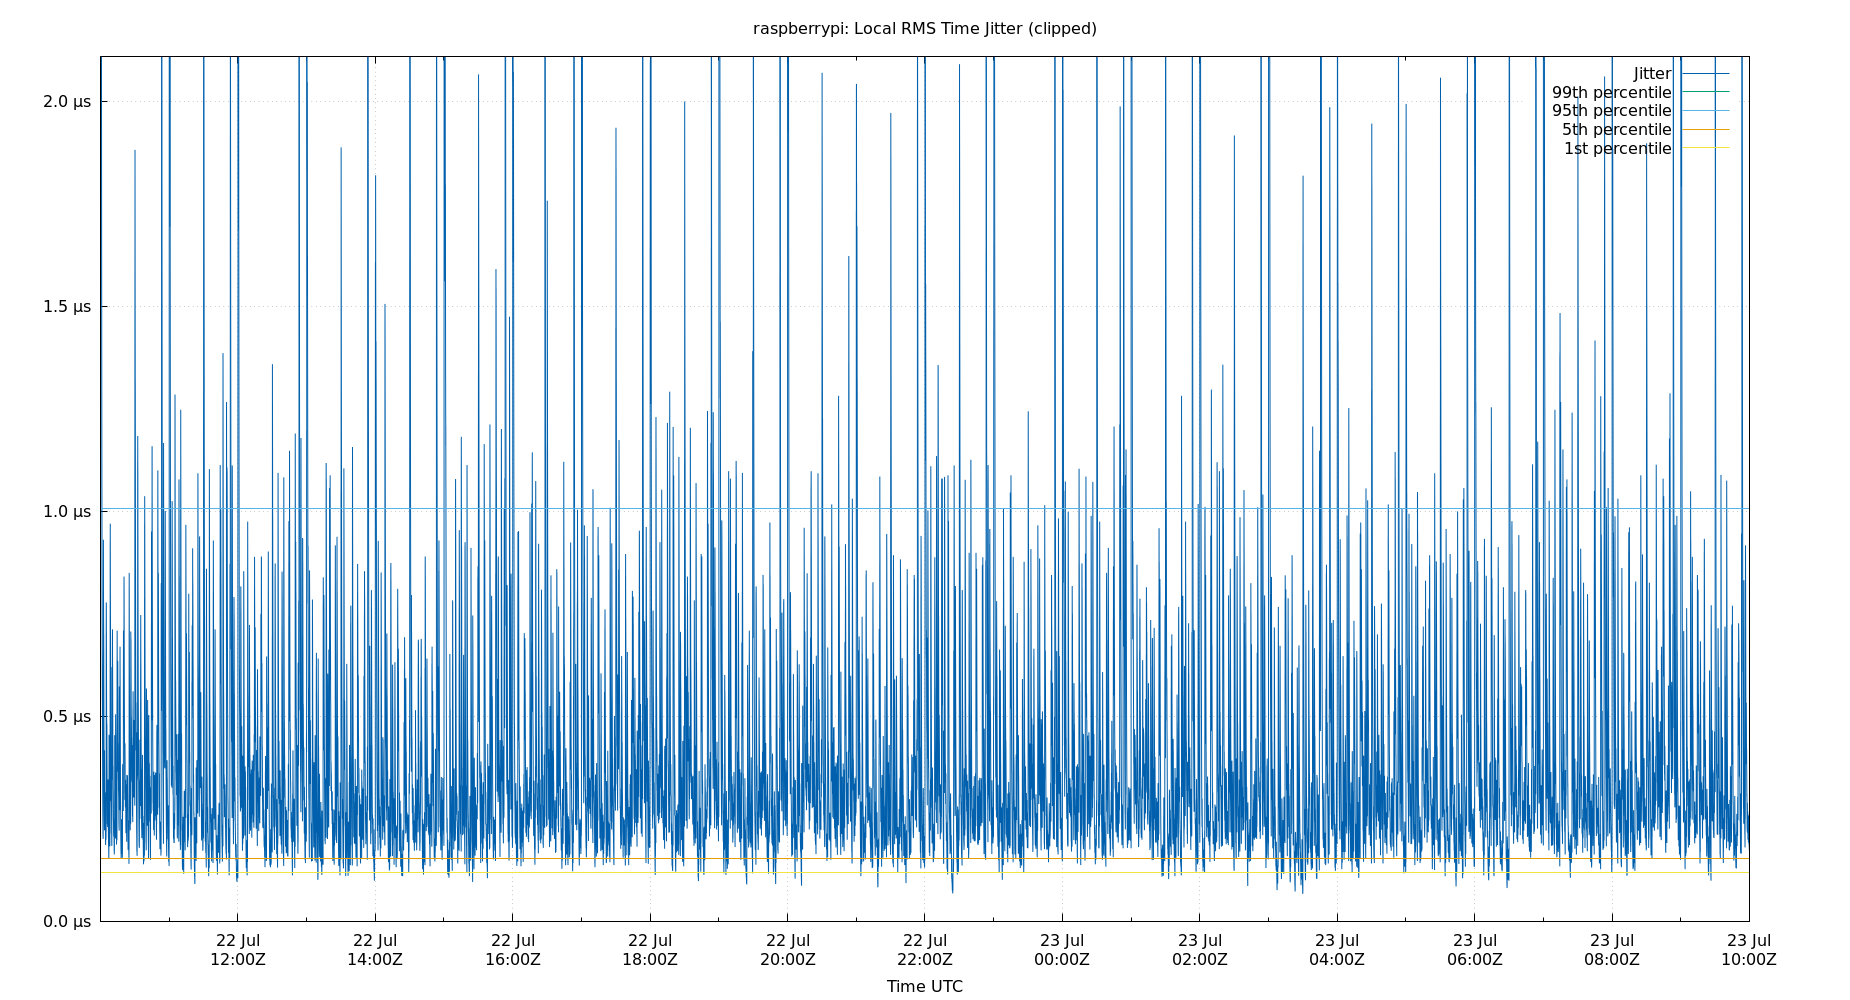 raspberrypi: Local RMS Time Jitter (clipped)
Jitter
99th percentile
95th percentile
5th percentile
1st percentile
2.0 µs
1.5 µs
1.0 µs
0.5 µs
0.0 µs
22 Jul 22 Jul 22 Jul 22 Jul 22 Jul 22 Jul 23 Jul 23 Jul 23 Jul 23 Jul 23 Jul 23 Jul
12:00Z 14:00Z 16:00Z 18:00Z 20:00Z 22:00Z 00:00Z 02:00Z 04:00Z 06:00Z 08:00Z 10:00Z
Time UTC